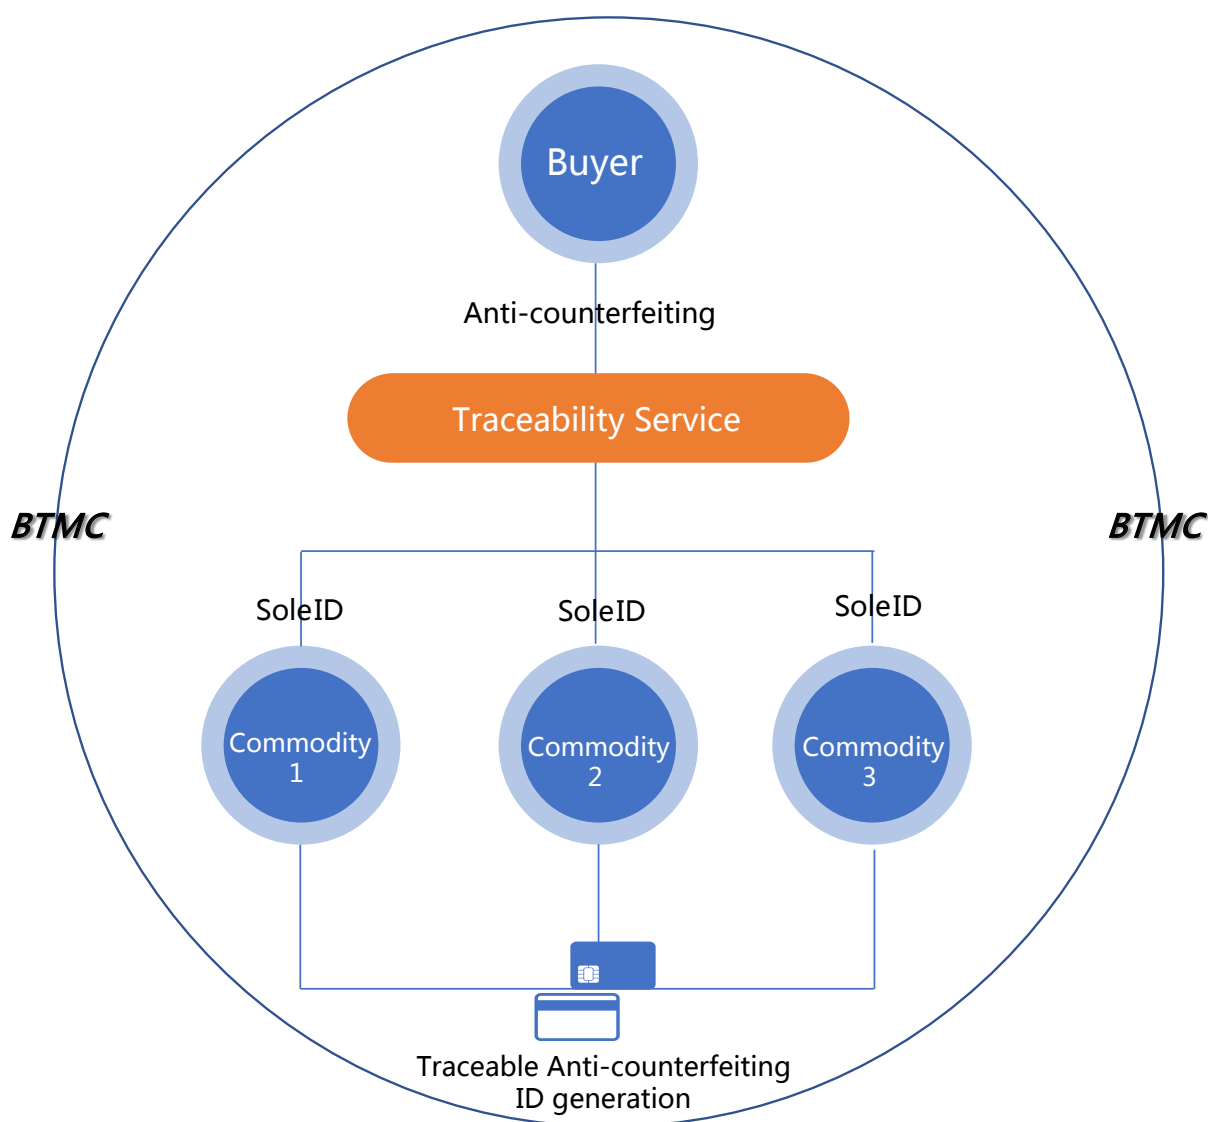 Buyer
Anti-counterfeiting
Traceability Service
BTMC
BTMC
SoleID
SoleID
SoleID
Commodity
1
Commodity
2
Commodity
3
Traceable Anti-counterfeiting
ID generation